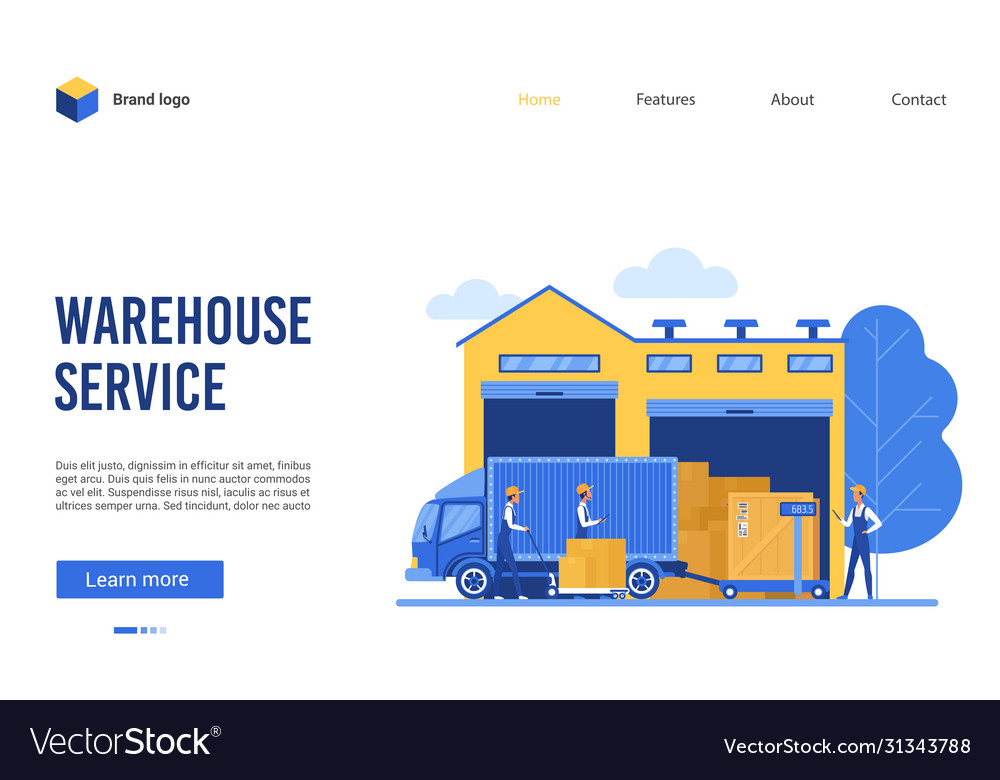 Brand logo
Home
Features
About
Contact
WAREHOUSE
SERVICE
Duis elit justo, dignissim in efficitur sit amet, finibus
eget arcu. Duis quis felis in nunc auctor commodos
ac vel elit. Suspendisse risus nisl, iaculis ac risus et
ultrices semper urna. Sed tincidunt, dolor nec aucto
683.5
Learn more
VectorStock®
VectorStock.com/31343788